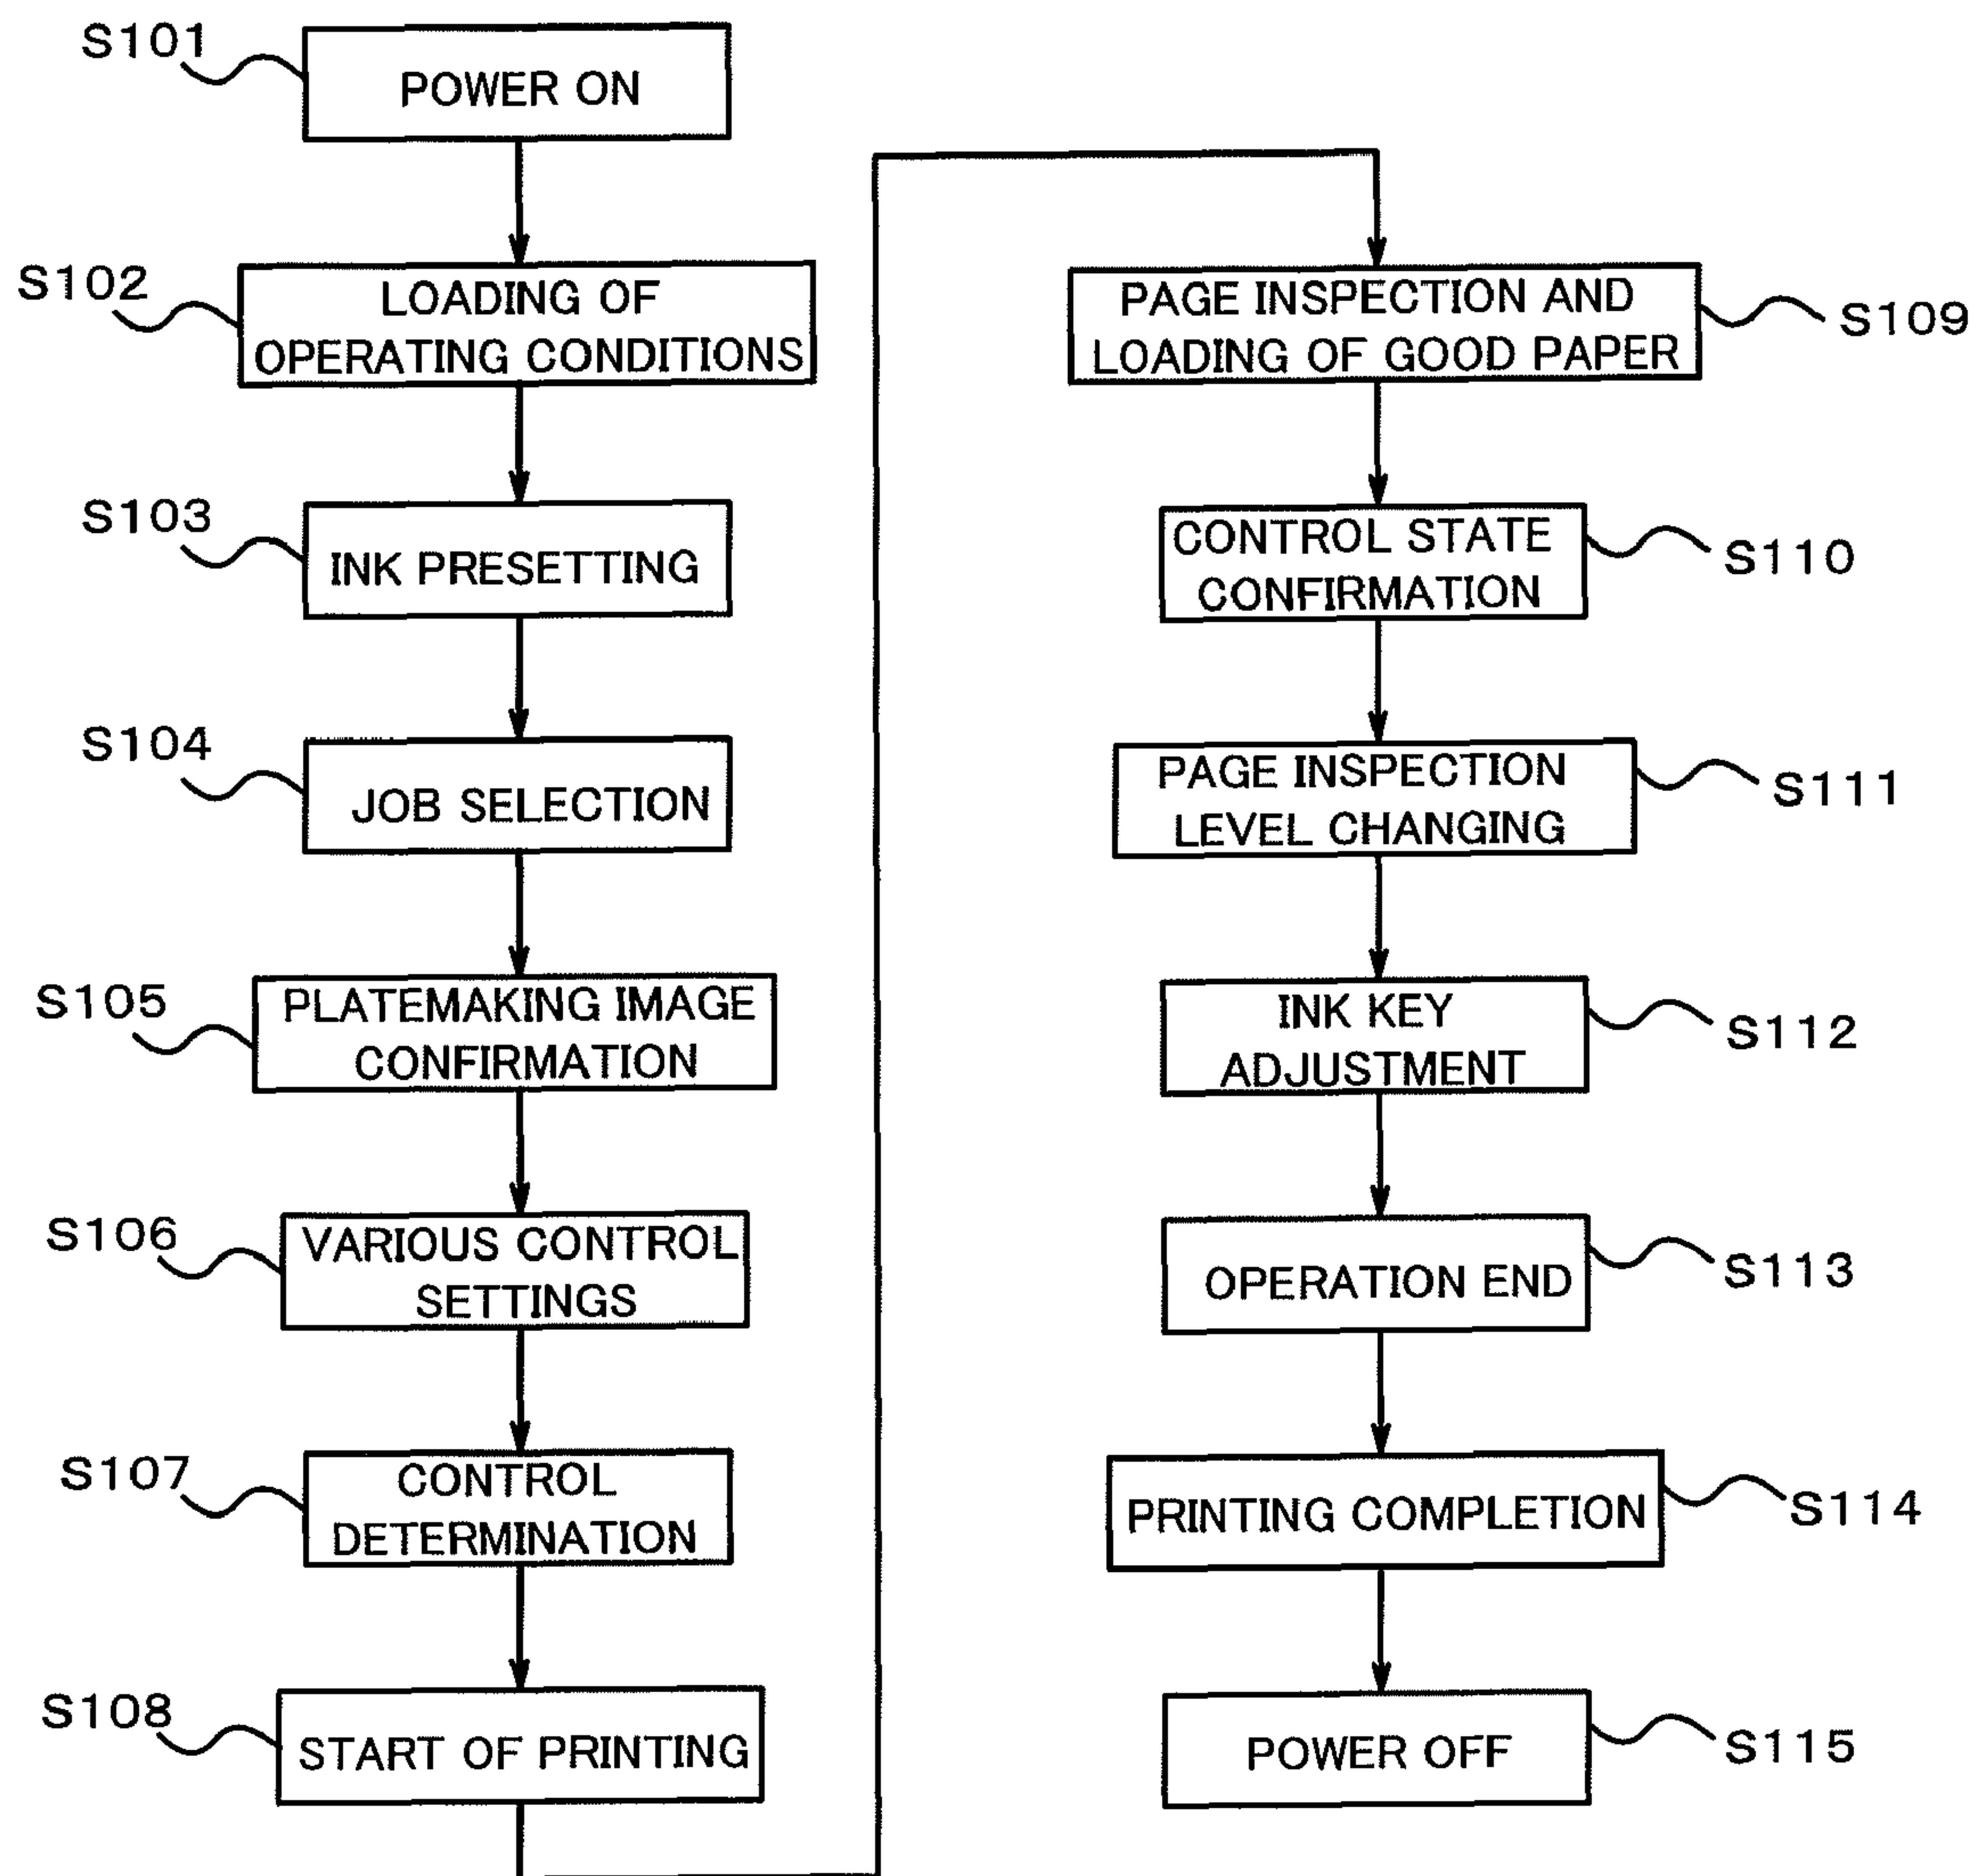 S101
POWER ON
S102
LOADING OF
OPERATING CONDITIONS
S103
INK PRESETTING
S104
JOB SELECTION
S105
PLATEMAKING IMAGE
CONFIRMATION
S106
VARIOUS CONTROL
SETTINGS
S107
CONTROL
DETERMINATION
S108
START OF PRINTING
PAGE INSPECTION AND
LOADING OF GOOD PAPER
S109
CONTROL STATE
CONFIRMATION
S110
PAGE INSPECTION
LEVEL CHANGING
S111
INK KEY
ADJUSTMENT
S112
OPERATION END
S113
PRINTING COMPLETION
S114
POWER OFF
S115